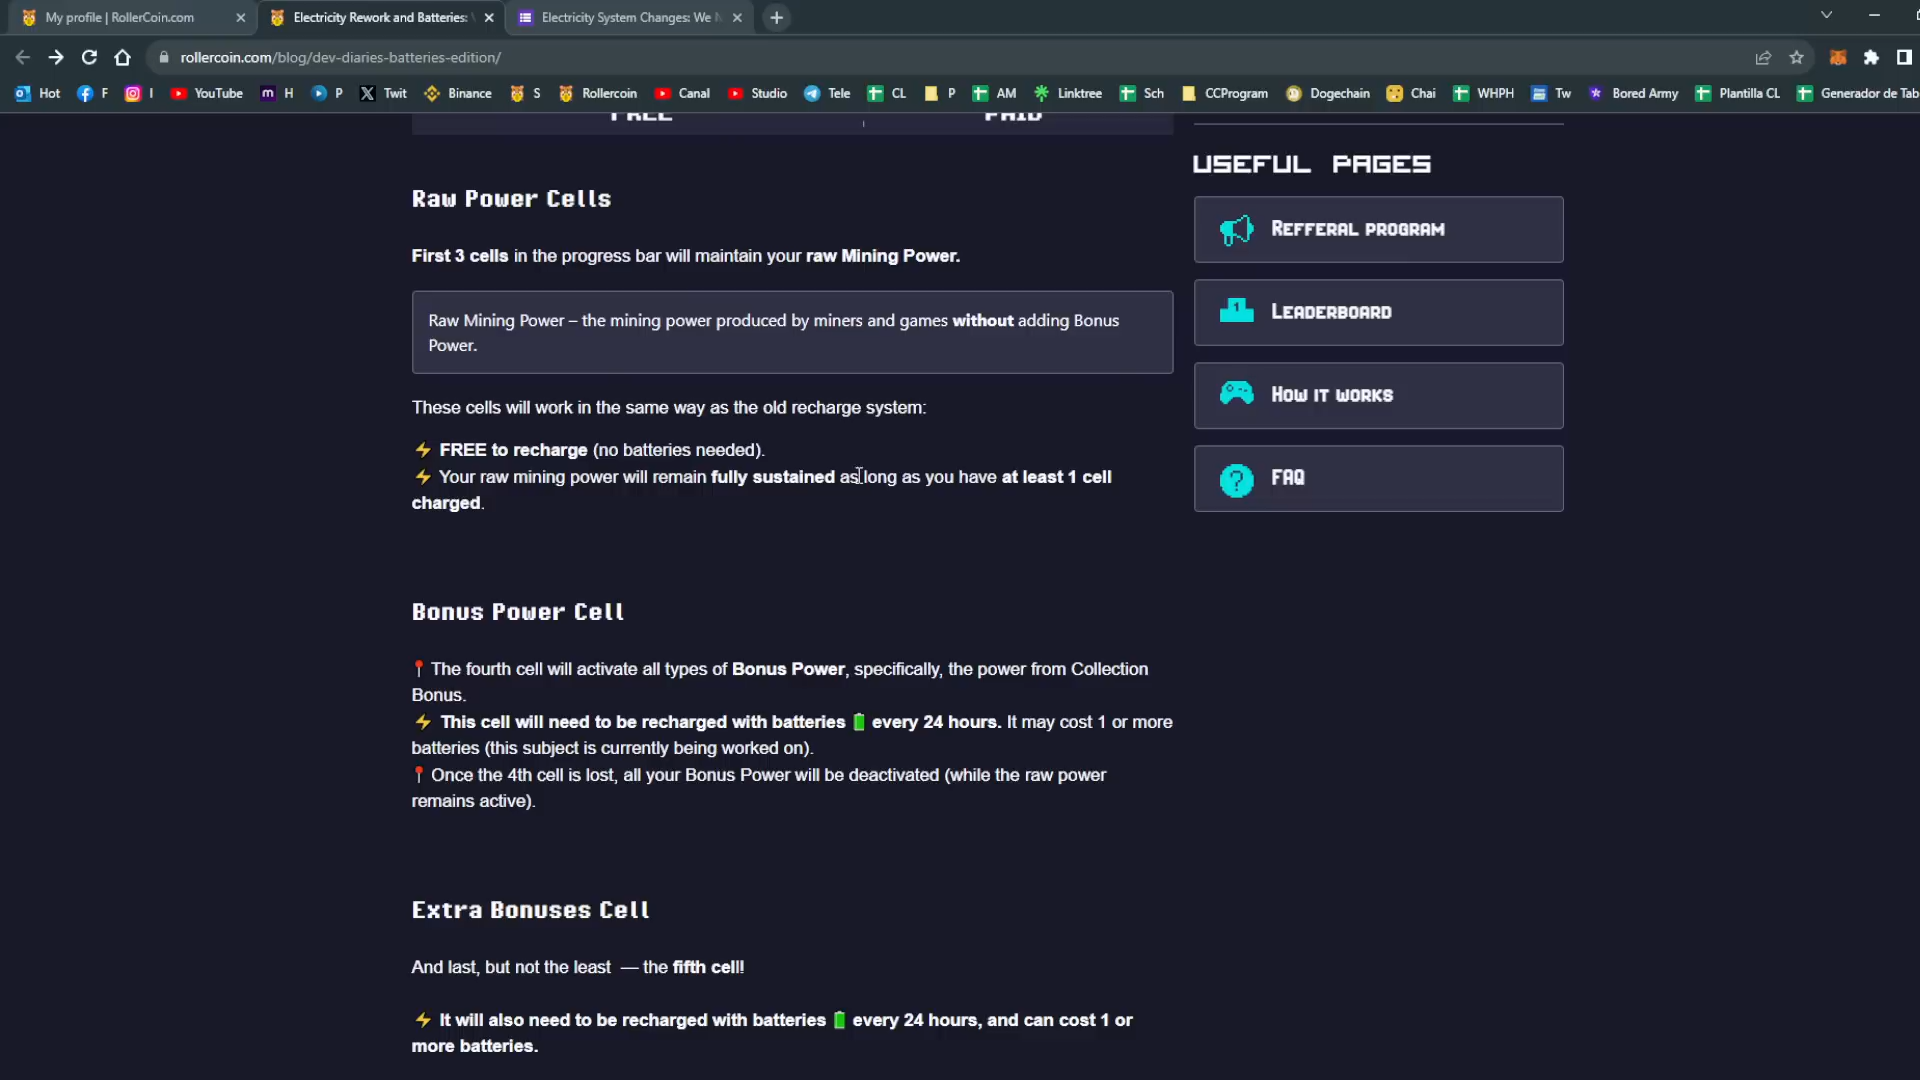 My profile | RollerCoin.com
Electricity Rework and Batteries:
Electricity System Changes: We N
rollercoin.com/blog/dev-diaries-batteries-edition/
Hot F I YouTube H P Twit Binance S Rollercoin Canal Studio Tele CL P AM Linktree Sch CCProgram Dogechain Chai WHPH Tw Bored Army Plantilla CL Generador de Tab
FREE PAID
Raw Power Cells
First 3 cells in the progress bar will maintain your raw Mining Power.
Raw Mining Power – the mining power produced by miners and games without adding Bonus
Power.
These cells will work in the same way as the old recharge system:
⚡ FREE to recharge (no batteries needed).
⚡ Your raw mining power will remain fully sustained as long as you have at least 1 cell
charged.
Bonus Power Cell
📍 The fourth cell will activate all types of Bonus Power, specifically, the power from Collection
Bonus.
⚡ This cell will need to be recharged with batteries 🔋 every 24 hours. It may cost 1 or more
batteries (this subject is currently being worked on).
📍 Once the 4th cell is lost, all your Bonus Power will be deactivated (while the raw power
remains active).
Extra Bonuses Cell
And last, but not the least — the fifth cell!
⚡ It will also need to be recharged with batteries 🔋 every 24 hours, and can cost 1 or
more batteries.
USEFUL PAGES
REFFERAL PROGRAM
LEADERBOARD
HOW IT WORKS
FAQ